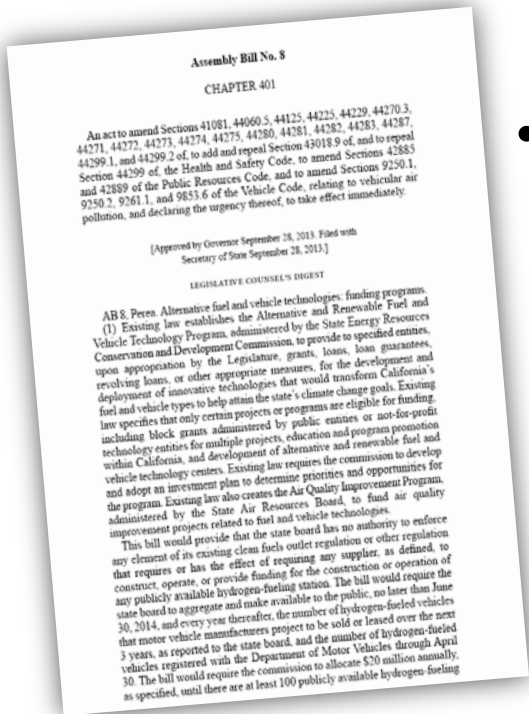 Assembly Bill No. 8
CHAPTER 401
An act to amend Sections 41081, 44060.5, 44125, 44225, 44229, 44270.3,
44271, 44272, 44273, 44274, 44275, 44280, 44281, 44282, 44283, 44287,
44299.1, and 44299.2 of, to add and repeal Section 43018.9 of, and to repeal
Section 44299 of, the Health and Safety Code, to amend Sections 42885
and 42889 of the Public Resources Code, and to amend Sections 9250.1,
9250.2, 9261.1, and 9853.6 of the Vehicle Code, relating to vehicular air
pollution, and declaring the urgency thereof, to take effect immediately.
[Approved by Governor September 28, 2013. Filed with
Secretary of State September 28, 2013.]
LEGISLATIVE COUNSEL'S DIGEST
AB 8, Perea. Alternative fuel and vehicle technologies: funding programs.
(1) Existing law establishes the Alternative and Renewable Fuel and
Vehicle Technology Program, administered by the State Energy Resources
Conservation and Development Commission, to provide to specified entities,
upon appropriation by the Legislature, grants, loans, loan guarantees,
revolving loans, or other appropriate measures, for the development and
deployment of innovative technologies that would transform California's
fuel and vehicle types to help attain the state's climate change goals. Existing
law specifies that only certain projects or programs are eligible for funding,
including block grants administered by public entities or not-for-profit
technology entities for multiple projects, education and program promotion
within California, and development of alternative and renewable fuel and
vehicle technology centers. Existing law requires the commission to develop
and adopt an investment plan to determine priorities and opportunities for
the program. Existing law also creates the Air Quality Improvement Program,
administered by the State Air Resources Board, to fund air quality
improvement projects related to fuel and vehicle technologies.
This bill would provide that the state board has no authority to enforce
any element of its existing clean fuels outlet regulation or other regulation
that requires or has the effect of requiring any supplier, as defined, to
construct, operate, or provide funding for the construction or operation of
any publicly available hydrogen-fueling station. The bill would require the
state board to aggregate and make available to the public, no later than June
30, 2014, and every year thereafter, the number of hydrogen-fueled vehicles
that motor vehicle manufacturers project to be sold or leased over the next
3 years, as reported to the state board, and the number of hydrogen-fueled
vehicles registered with the Department of Motor Vehicles through April
30. The bill would require the commission to allocate $20 million annually,
as specified, until there are at least 100 publicly available hydrogen-fueling